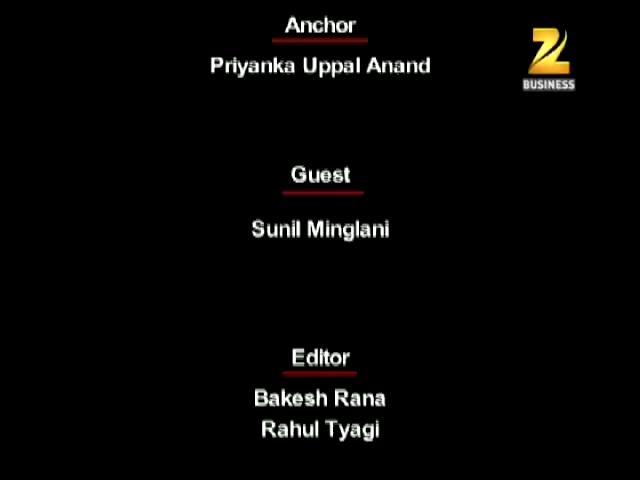 Anchor
Priyanka Uppal Anand
Z
BUSINESS
Guest
Sunil Minglani
Editor
Bakesh Rana
Rahul Tyagi